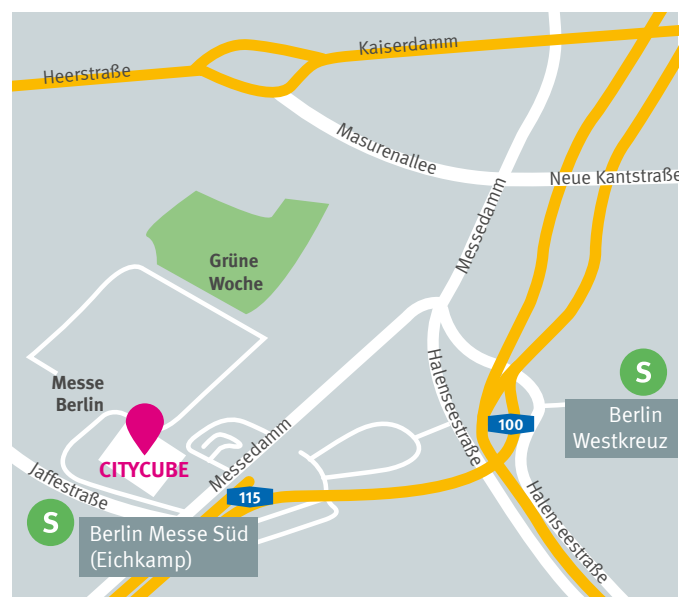 Kaiserdamm
Heerstraße
Masurenallee
Neue Kantstraße
Messedamm
Grüne
Woche
Halenseestraße
S
Berlin
Westkreuz
Messe
Berlin
100
Messedamm
CITYCUBE
Jaffestraße
115
Halenseestraße
S
Berlin Messe Süd
(Eichkamp)